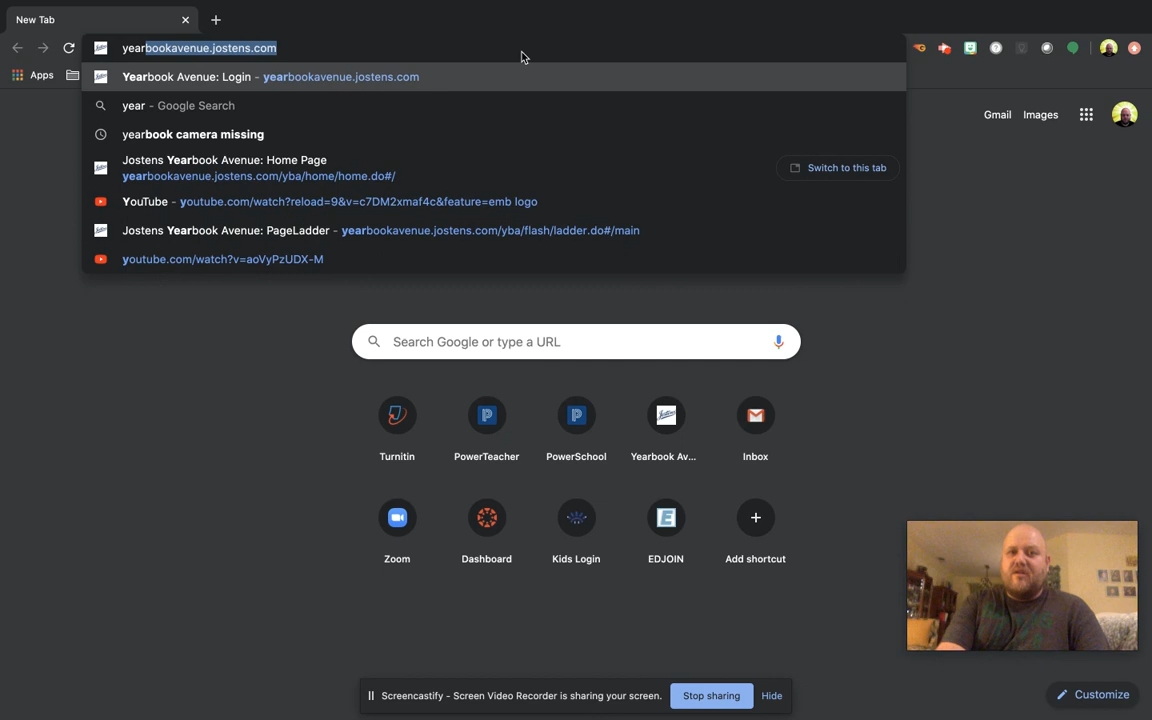 New Tab
yearbookavenue.jostens.com
Yearbook Avenue: Login - yearbookavenue.jostens.com
Apps
year - Google Search
yearbook camera missing
Gmail Images
Jostens Yearbook Avenue: Home Page
yearbookavenue.jostens.com/yba/home/home.do#/
Switch to this tab
YouTube - youtube.com/watch?reload=9&v=c7DM2xmaf4c&feature=emb logo
Jostens Yearbook Avenue: PageLadder - yearbookavenue.jostens.com/yba/flash/ladder.do#/main
youtube.com/watch?v=aoVyPzUDX-M
Search Google or type a URL
Turnitin PowerTeacher PowerSchool Yearbook Av... Inbox
Zoom Dashboard Kids Login EDJOIN Add shortcut
Screencastify - Screen Video Recorder is sharing your screen. Stop sharing Hide
Customize